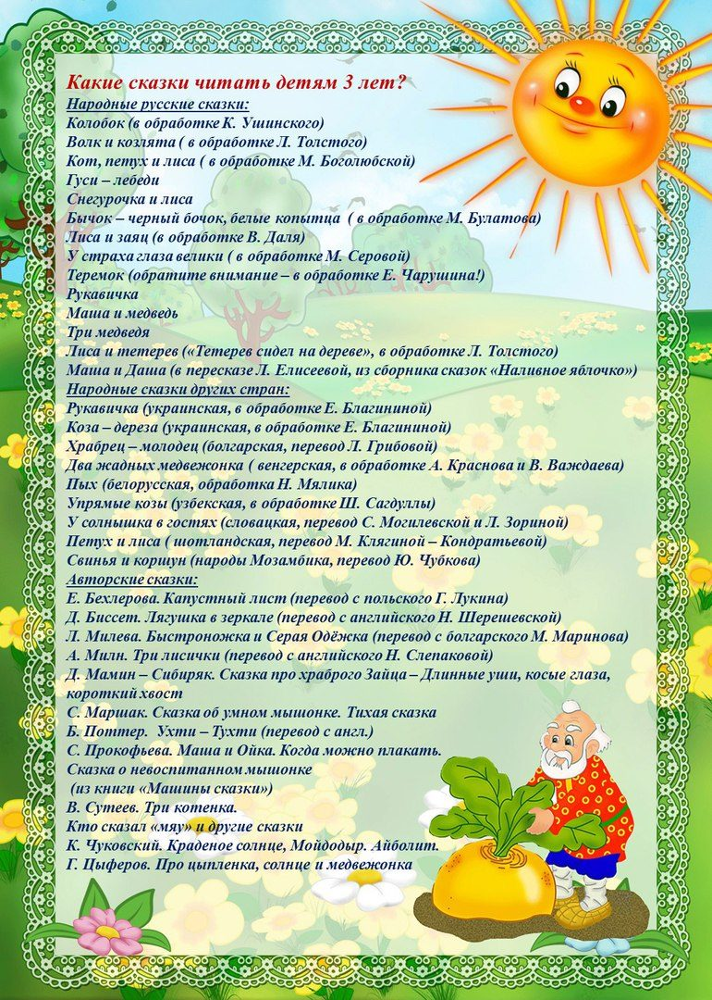 Какие сказки читать детям 3 лет?
Народные русские сказки:
Колобок (в обработке К. Ушинского)
Волк и козлята ( в обработке Л. Толстого)
Кот, петух и лиса ( в обработке М. Боголюбской)
Гуси – лебеди
Снегурочка и лиса
Бычок – черный бочок, белые копытца ( в обработке М. Булатова)
Лиса и заяц (в обработке В. Даля)
У страха глаза велики ( в обработке М. Серовой)
Теремок (обратите внимание – в обработке Е. Чарушина!)
Рукавичка
Маша и медведь
Три медведя
Лиса и тетерев («Тетерев сидел на дереве», в обработке Л. Толстого)
Маша и Даша (в пересказе Л. Елисеевой, из сборника сказок «Наливное яблочко»)
Народные сказки других стран:
Рукавичка (украинская, в обработке Е. Благининой)
Коза – дереза (украинская, в обработке Е. Благининой)
Храбрец – молодец (болгарская, перевод Л. Грибовой)
Два жадных медвежонка ( венгерская, в обработке А. Краснова и В. Важдаева)
Пых (белорусская, обработка Н. Мялика)
Упрямые козы (узбекская, в обработке Ш. Сагдуллы)
У солнышка в гостях (словацкая, перевод С. Могилевской и Л. Зориной)
Петух и лиса ( шотландская, перевод М. Клягиной – Кондратьевой)
Свинья и коршун (народы Мозамбика, перевод Ю. Чубкова)
Авторские сказки:
Е. Бехлерова. Капустный лист (перевод с польского Г. Лукина)
Д. Биссет. Лягушка в зеркале (перевод с английского Н. Шерешевской)
Л. Милева. Быстроножка и Серая Одёжка (перевод с болгарского М. Маринова)
А. Милн. Три лисички (перевод с английского Н. Слепаковой)
Д. Мамин – Сибиряк. Сказка про храброго Зайца – Длинные уши, косые глаза,
короткий хвост
С. Маршак. Сказка об умном мышонке. Тихая сказка
Б. Поттер. Ухти – Тухти (перевод с англ.)
С. Прокофьева. Маша и Ойка. Когда можно плакать.
Сказка о невоспитанном мышонке
(из книги «Машины сказки»)
В. Сутеев. Три котенка.
Кто сказал «мяу» и другие сказки
К. Чуковский. Краденое солнце, Мойдодыр. Айболит.
Г. Цыферов. Про цыпленка, солнце и медвежонка